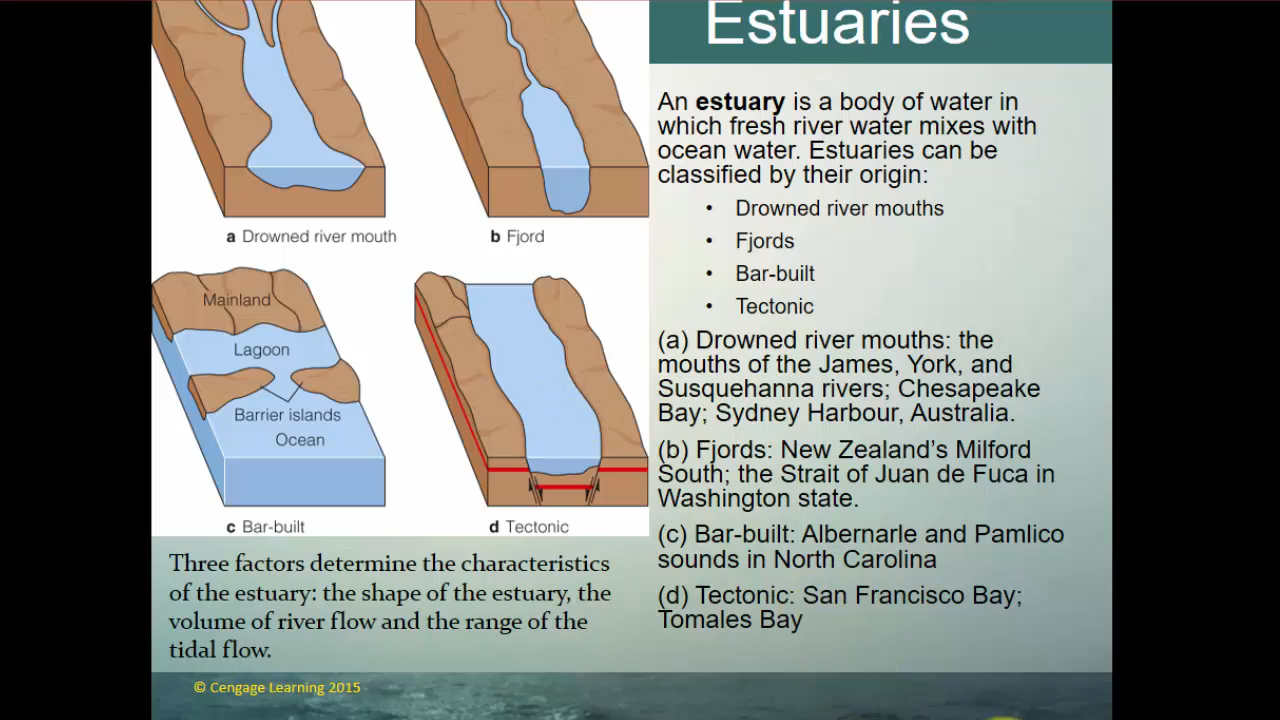 Estuaries
An estuary is a body of water in
which fresh river water mixes with
ocean water. Estuaries can be
classified by their origin:
• Drowned river mouths
• Fjords
• Bar-built
• Tectonic
(a) Drowned river mouths: the
mouths of the James, York, and
Susquehanna rivers; Chesapeake
Bay; Sydney Harbour, Australia.
(b) Fjords: New Zealand’s Milford
South; the Strait of Juan de Fuca in
Washington state.
(c) Bar-built: Albernarle and Pamlico
sounds in North Carolina
(d) Tectonic: San Francisco Bay;
Tomales Bay
a Drowned river mouth
b Fjord
Mainland
Lagoon
Barrier islands
Ocean
c Bar-built
d Tectonic
Three factors determine the characteristics
of the estuary: the shape of the estuary, the
volume of river flow and the range of the
tidal flow.
© Cengage Learning 2015